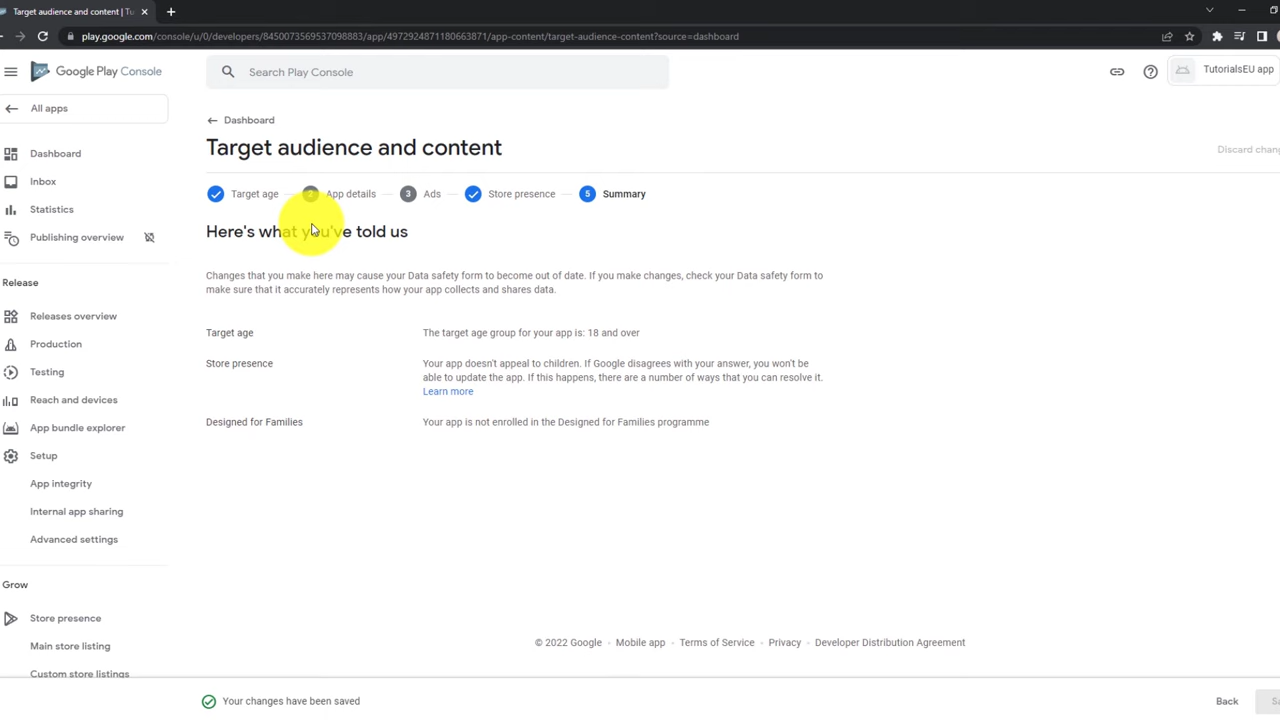 Target audience and content | Tu
play.google.com/console/u/0/developers/8450073569537098883/app/4972924871180663871/app-content/target-audience-content?source=dashboard
Google Play Console
Search Play Console
TutorialsEU app
All apps
Dashboard
Inbox
Statistics
Publishing overview
Release
Releases overview
Production
Testing
Reach and devices
App bundle explorer
Setup
App integrity
Internal app sharing
Advanced settings
Grow
Store presence
Main store listing
Custom store listings
Dashboard
Target audience and content
Discard chang
Target age
2 App details
3 Ads
Store presence
5 Summary
Here's what you've told us
Changes that you make here may cause your Data safety form to become out of date. If you make changes, check your Data safety form to
make sure that it accurately represents how your app collects and shares data.
Target age
The target age group for your app is: 18 and over
Store presence
Your app doesn't appeal to children. If Google disagrees with your answer, you won't be
able to update the app. If this happens, there are a number of ways that you can resolve it.
Learn more
Designed for Families
Your app is not enrolled in the Designed for Families programme
© 2022 Google · Mobile app · Terms of Service · Privacy · Developer Distribution Agreement
Your changes have been saved
Back